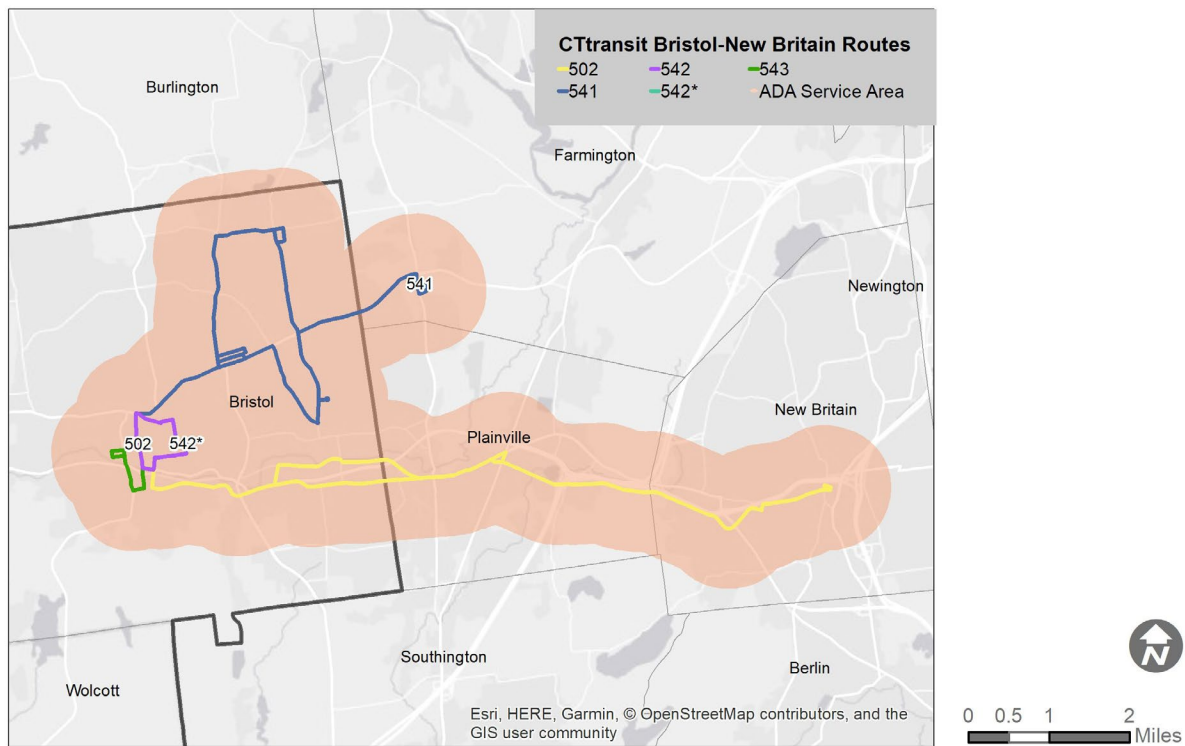 CTtransit Bristol-New Britain Routes
502 542 543
541 542* ADA Service Area
Burlington
Farmington
541
Newington
Bristol
New Britain
Plainville
502 542*
Southington
Berlin
Wolcott
N
Esri, HERE, Garmin, © OpenStreetMap contributors, and the
GIS user community
0 0.5 1 2
Miles